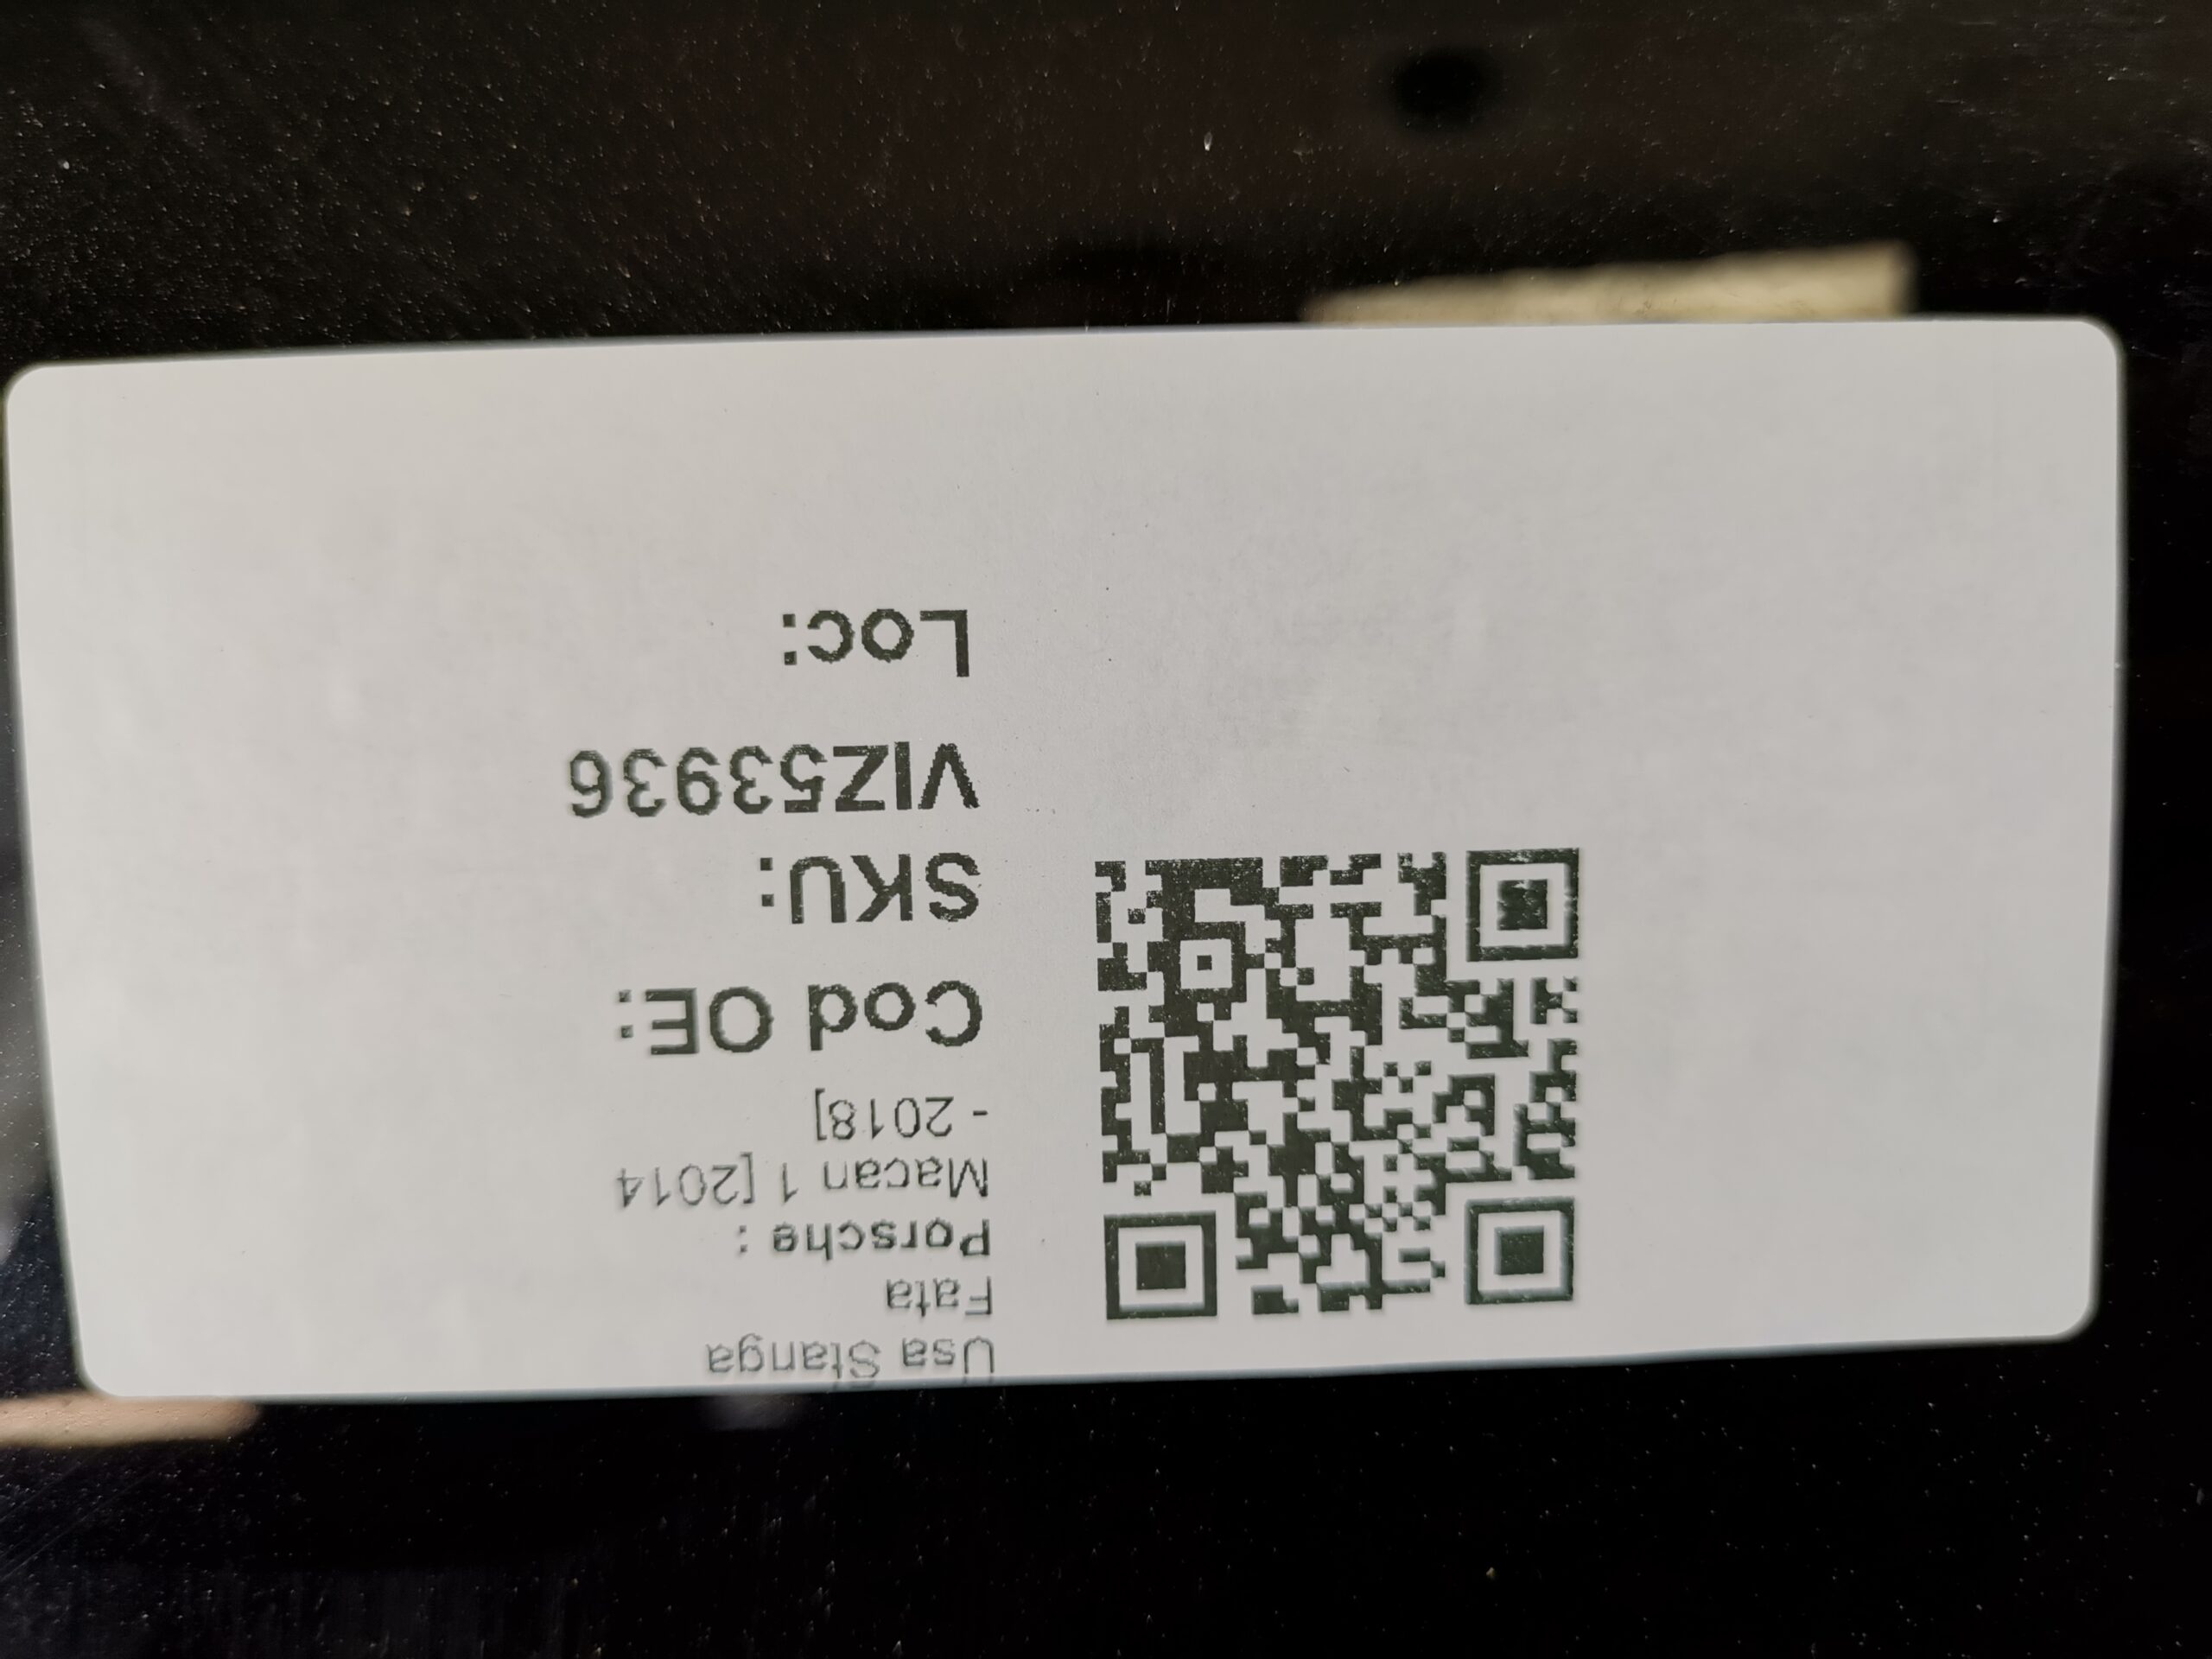 Usa Stanga
Fata
Porsche :
Macan 1 [2014
- 2018]
Cod OE:
SKU:
VIZ53936
Loc: